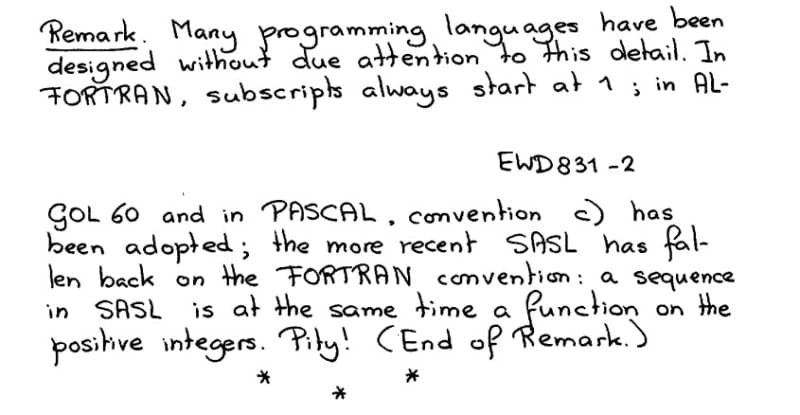 Remark. Many programming languages have been
designed without due attention to this detail. In
FORTRAN, subscripts always start at 1 ; in AL-
EWD831-2
GOL 60 and in PASCAL, convention c) has
been adopted; the more recent SASL has fal-
len back on the FORTRAN convention: a sequence
in SASL is at the same time a function on the
positive integers. Pity! (End of Remark.)
*
*
*